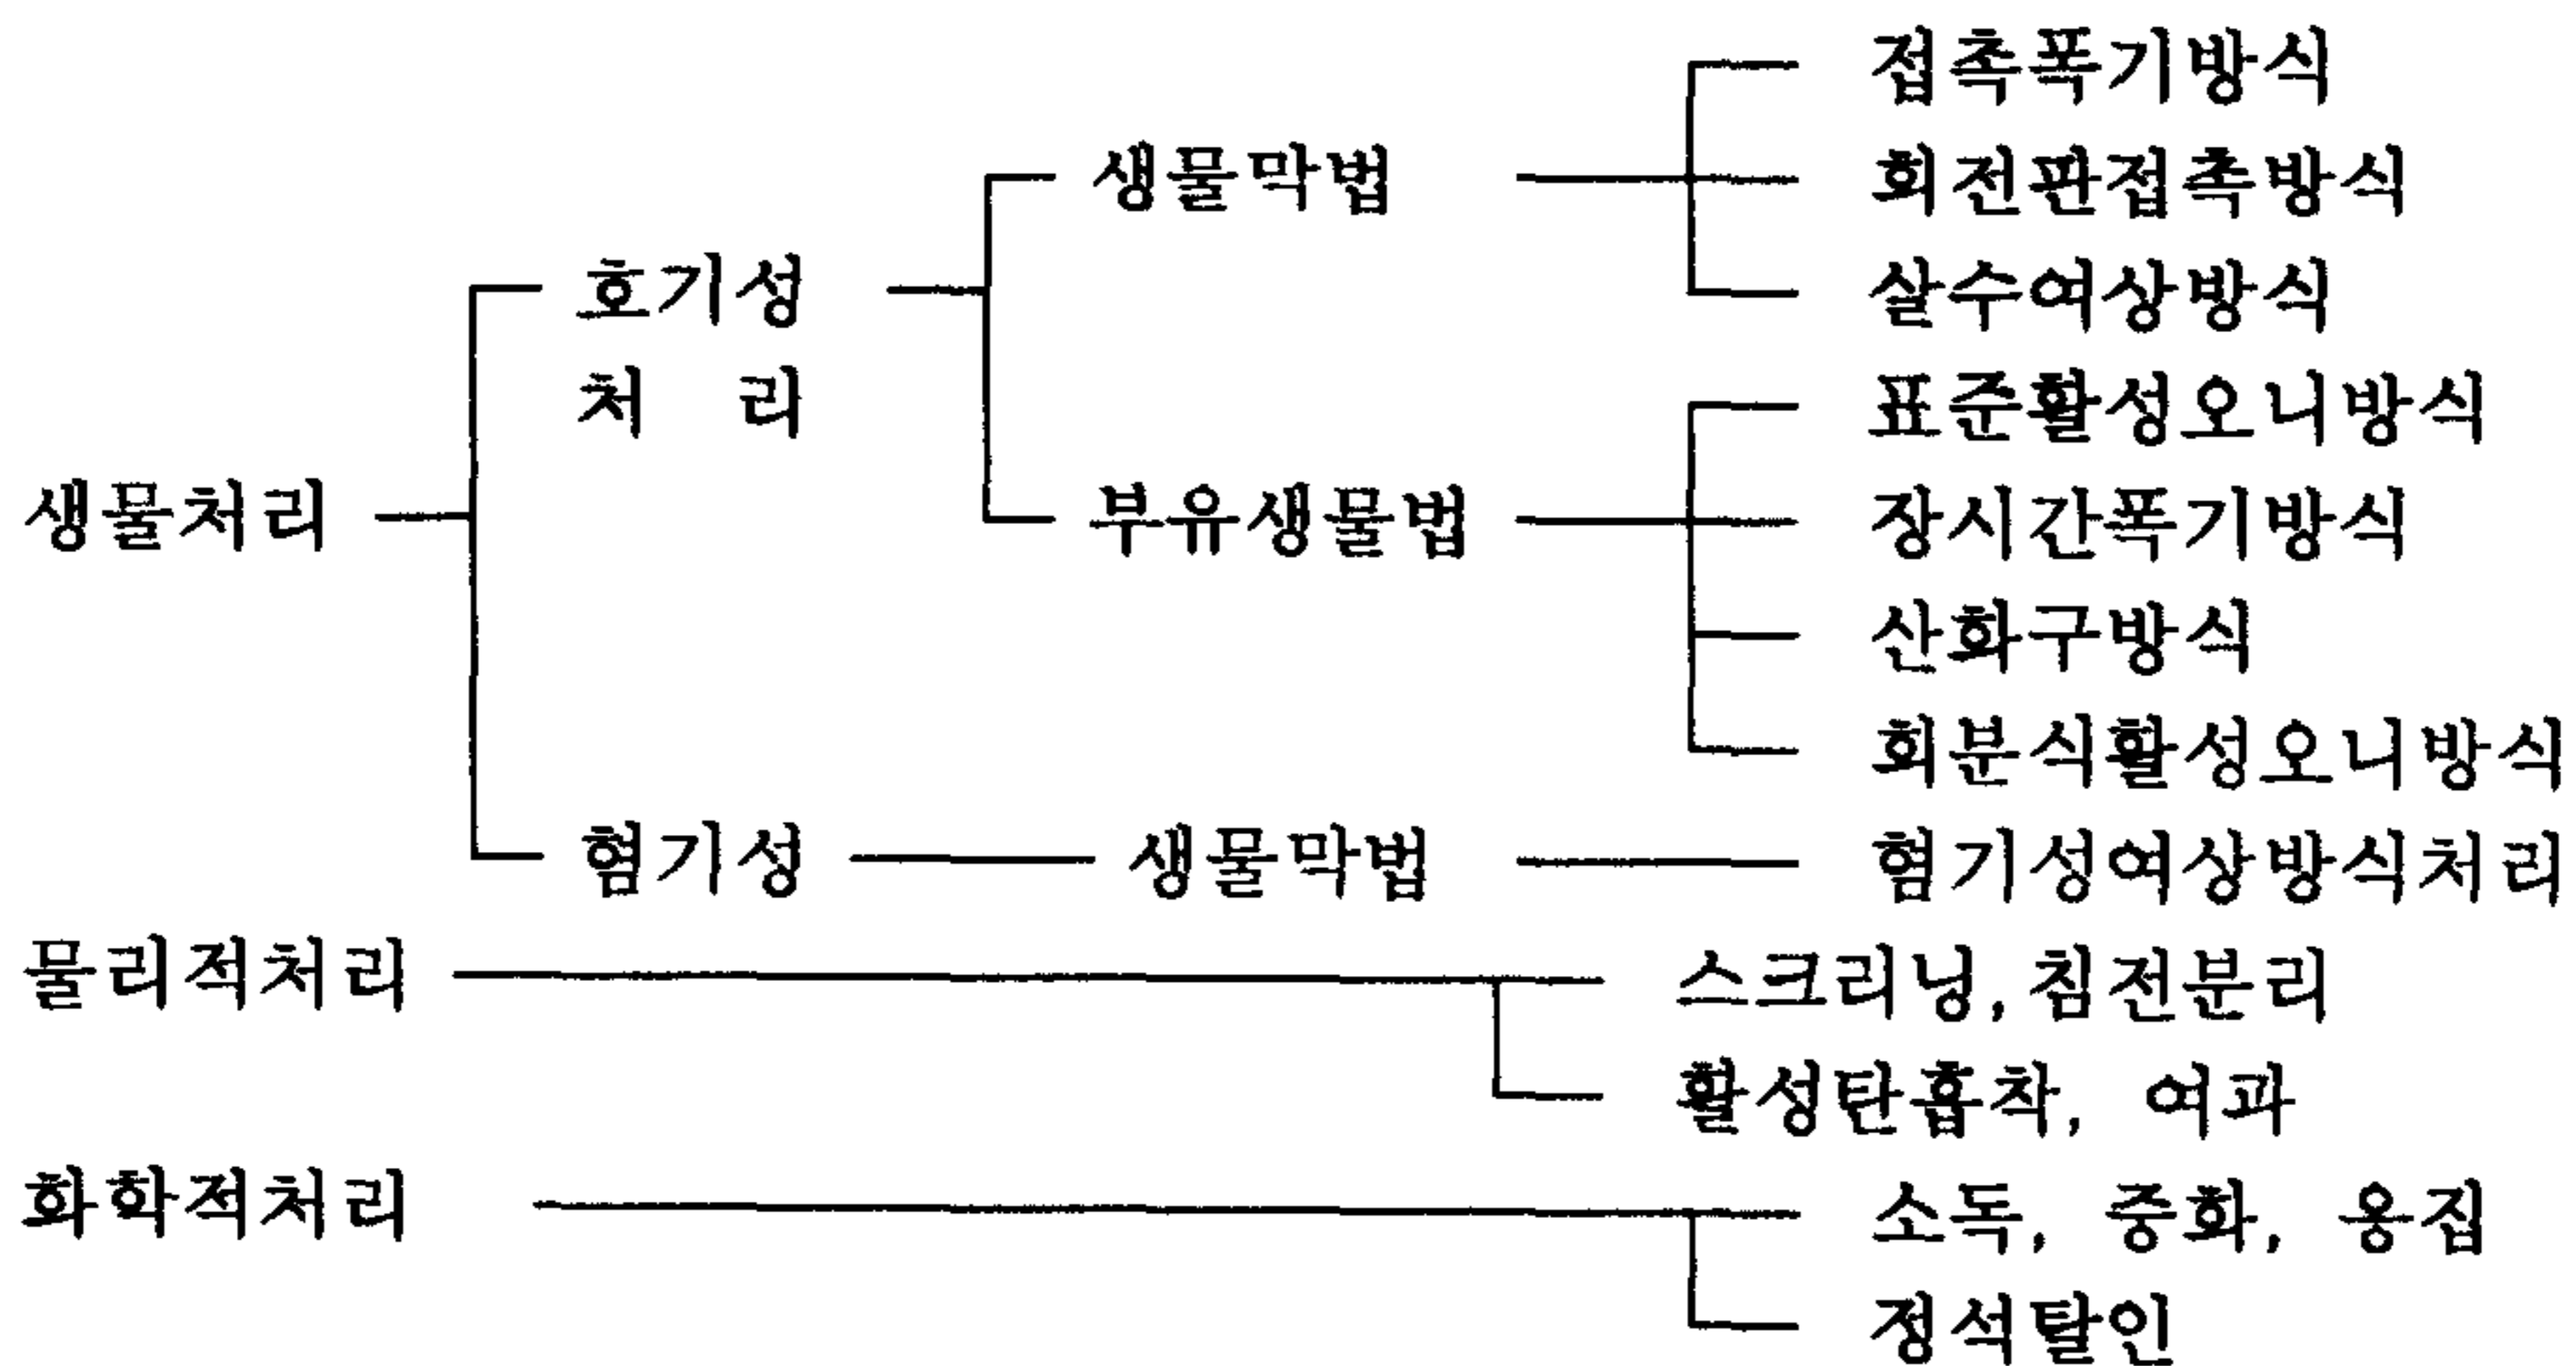 접촉폭기방식
생물막법 회전판접촉방식
호기성 살수여상방식
처 리 표준활성오니방식
생물처리 부유생물법 장시간폭기방식
산화구방식
회분식활성오니방식
혐기성 생물막법 혐기성여상방식처리
물리적처리 스크리닝, 침전분리
활성탄흡착, 여과
화학적처리 소독, 중화, 응집
정석탈인